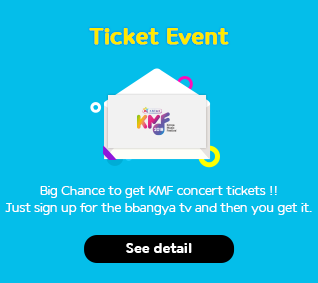 Ticket Event
KMF
2018
Big Chance to get KMF concert tickets !!
Just sign up for the bbangya tv and then you get it.
See detail